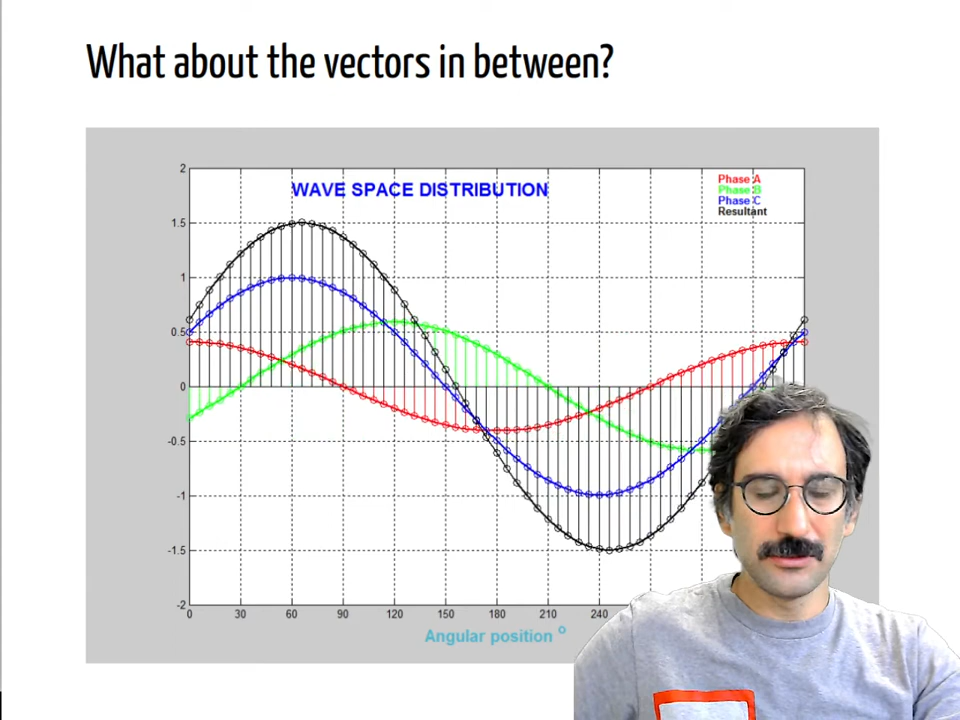 What about the vectors in between?
WAVE SPACE DISTRIBUTION
Phase A
Phase B
Phase C
Resultant
2
1.5
1
0.5
0
-0.5
-1
-1.5
-2
0 30 60 90 120 150 180 210 240
Angular position °